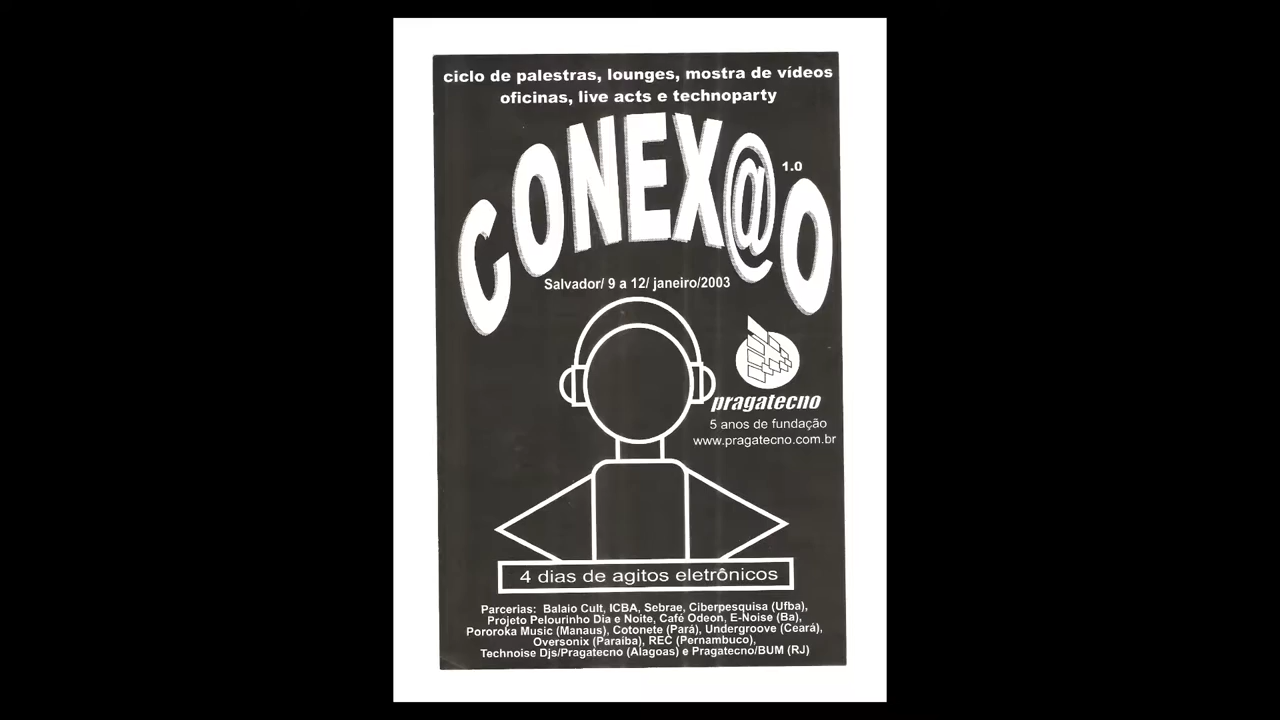 ciclo de palestras, lounges, mostra de vídeos
oficinas, live acts e technoparty
CONEX@O
1.0
Salvador/ 9 a 12/ janeiro/2003
pragatecno
5 anos de fundação
www.pragatecno.com.br
4 dias de agitos eletrônicos
Parcerias: Balaio Cult, ICBA, Sebrae, Ciberpesquisa (Ufba),
Projeto Pelourinho Dia e Noite, Café Odeon, E-Noise (Ba),
Pororoka Music (Manaus), Cotonete (Pará), Undergroove (Ceará),
Oversonix (Paraíba), REC (Pernambuco),
Technoise Djs/Pragatecno (Alagoas) e Pragatecno/BUM (RJ)